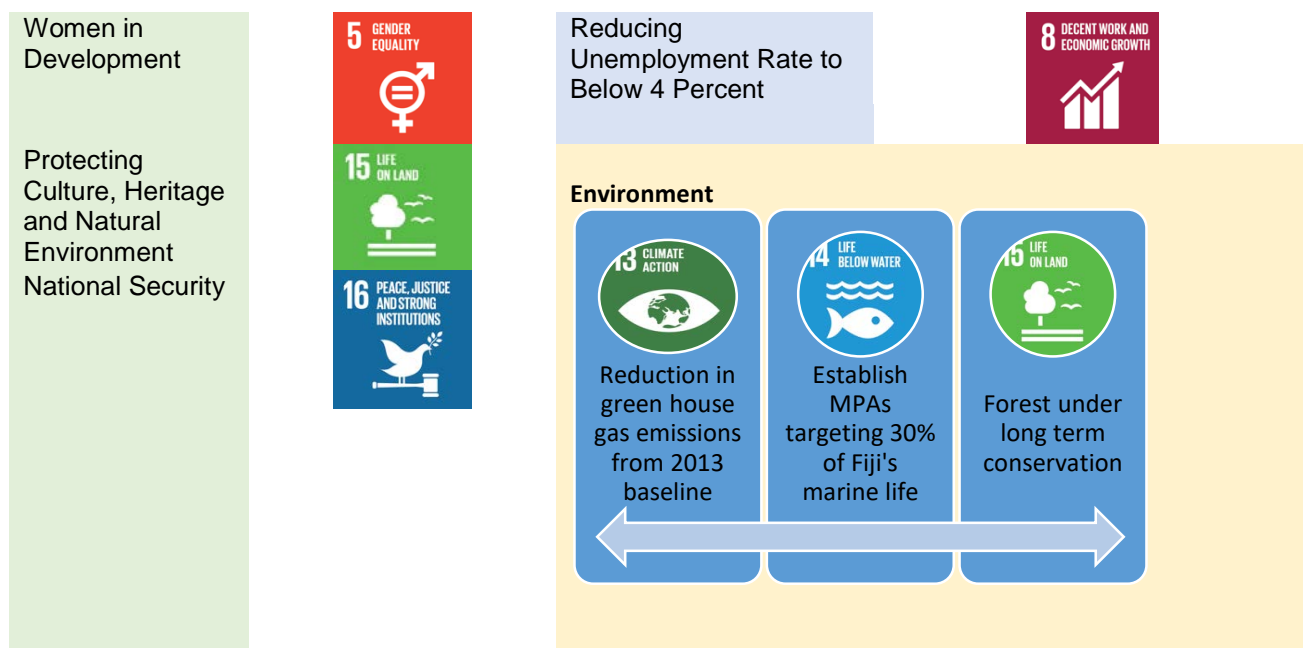 Women in
Development
5 GENDER
EQUALITY
Reducing
Unemployment Rate to
Below 4 Percent
8 DECENT WORK AND
ECONOMIC GROWTH
Protecting
Culture, Heritage
and Natural
Environment
15 LIFE
ON LAND
National Security
16 PEACE, JUSTICE
AND STRONG
INSTITUTIONS
Environment
13 CLIMATE
ACTION
Reduction in
green house
gas emissions
from 2013
baseline
14 LIFE
BELOW WATER
Establish
MPAs
targeting 30%
of Fiji's
marine life
15 LIFE
ON LAND
Forest under
long term
conservation